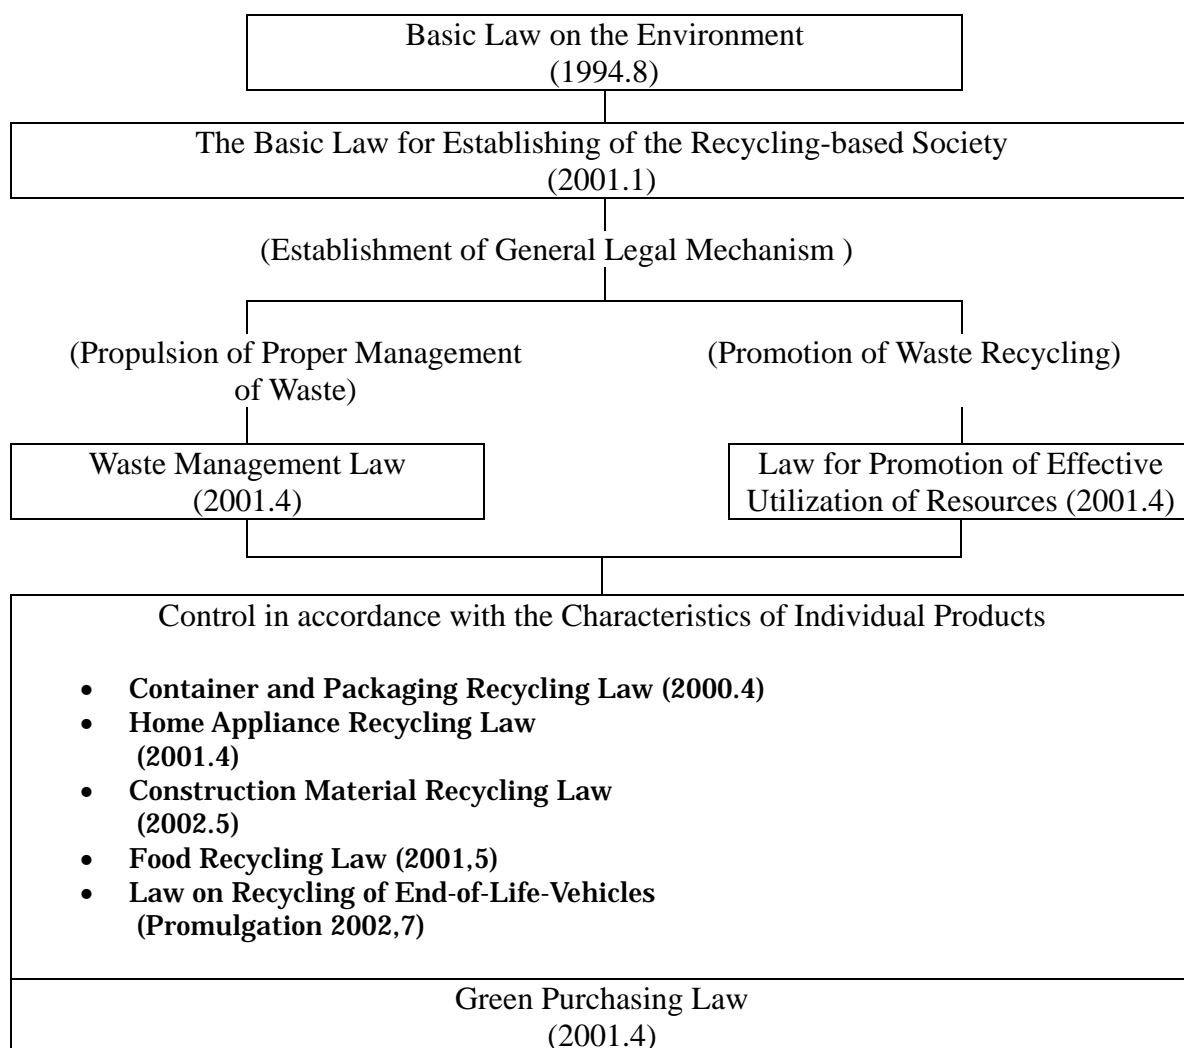 Basic Law on the Environment
(1994.8)
The Basic Law for Establishing of the Recycling-based Society
(2001.1)
(Establishment of General Legal Mechanism )
(Propulsion of Proper Management
of Waste)
(Promotion of Waste Recycling)
Waste Management Law
(2001.4)
Law for Promotion of Effective
Utilization of Resources (2001.4)
Control in accordance with the Characteristics of Individual Products
• Container and Packaging Recycling Law (2000.4)
• Home Appliance Recycling Law
(2001.4)
• Construction Material Recycling Law
(2002.5)
• Food Recycling Law (2001,5)
• Law on Recycling of End-of-Life-Vehicles
(Promulgation 2002,7)
Green Purchasing Law
(2001.4)